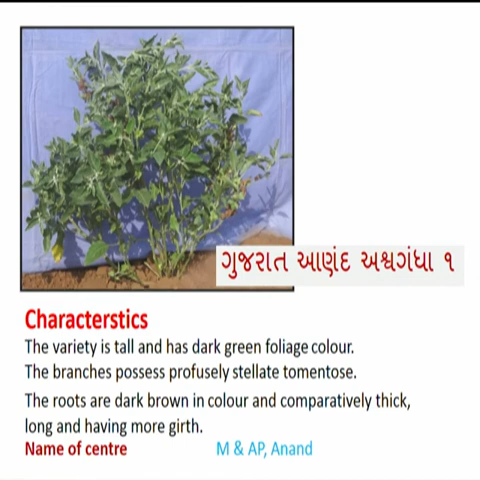 ગુજરાત આણંદ અશ્વગંધા ૧
Characterstics
The variety is tall and has dark green foliage colour.
The branches possess profusely stellate tomentose.
The roots are dark brown in colour and comparatively thick,
long and having more girth.
Name of centre M & AP, Anand